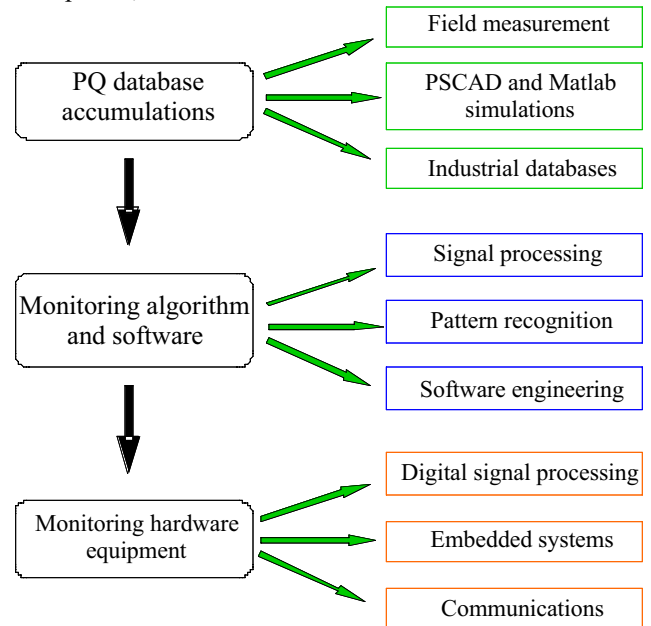 Field measurement
PQ database
accumulations
PSCAD and Matlab
simulations
Industrial databases
Signal processing
Monitoring algorithm
and software
Pattern recognition
Software engineering
Digital signal processing
Monitoring hardware
equipment
Embedded systems
Communications